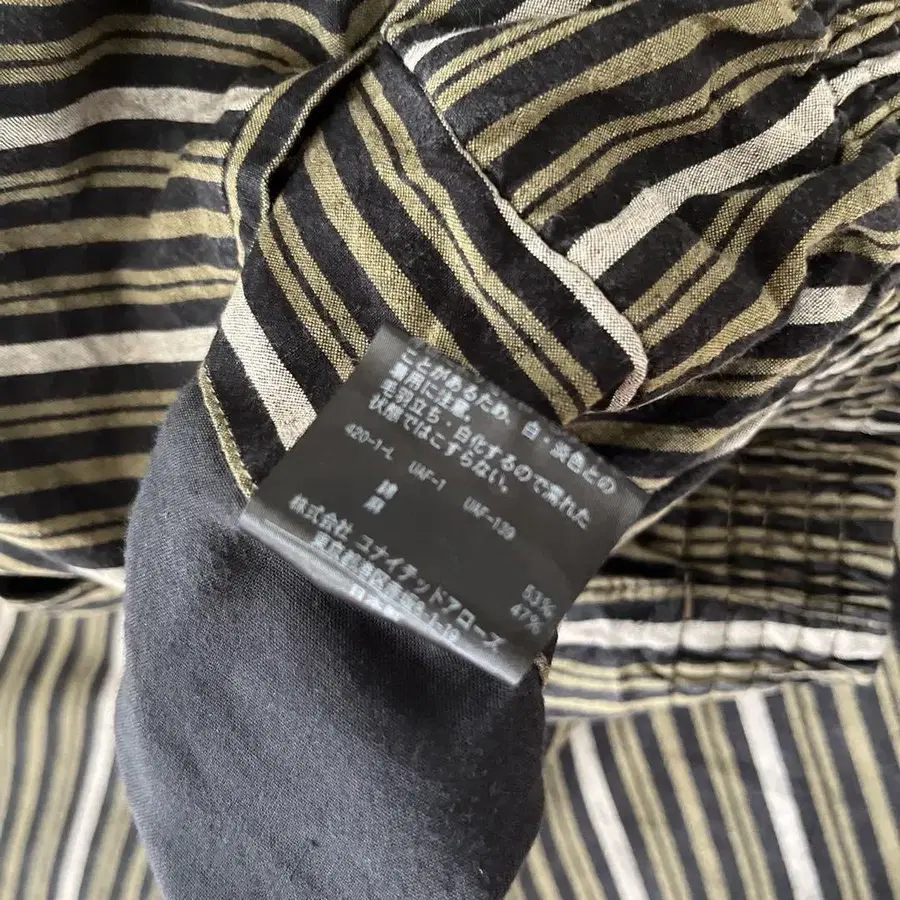 ことがあるため、白・淡色との
兼用に注意。
毛羽立ち・白化するので濡れた
状態ではこすらない。
420-1-L UAF-1 UAF-139
綿 53%
麻 47%
株式会社 ユナイテッドアローズ